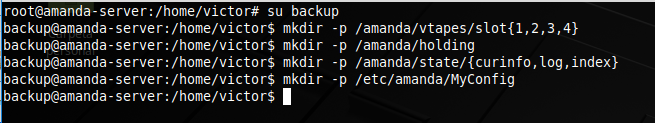 root@amanda-server:/home/victor# su backup
backup@amanda-server:/home/victor$ mkdir -p /amanda/vtapes/slot{1,2,3,4}
backup@amanda-server:/home/victor$ mkdir -p /amanda/holding
backup@amanda-server:/home/victor$ mkdir -p /amanda/state/{curinfo,log,index}
backup@amanda-server:/home/victor$ mkdir -p /etc/amanda/MyConfig
backup@amanda-server:/home/victor$